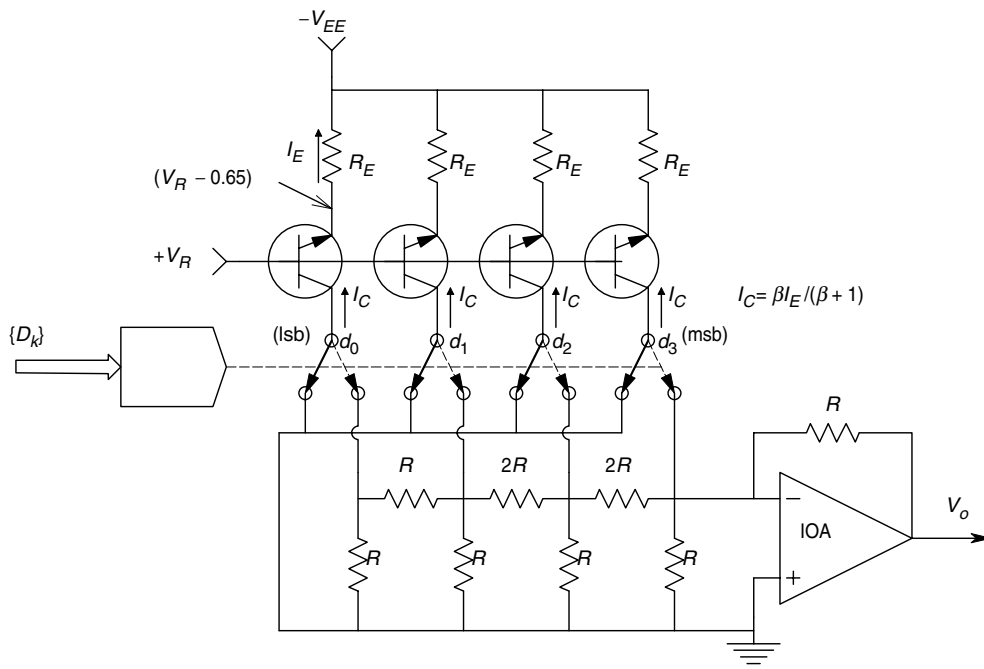 −V_EE
I_E
R_E
R_E
R_E
R_E
(V_R − 0.65)
+V_R
I_C
I_C
I_C
I_C
I_C = βI_E /(β + 1)
{D_k}
(lsb)
d_0
d_1
d_2
d_3
(msb)
R
2R
2R
R
R
R
R
R
−
IOA
+
V_o